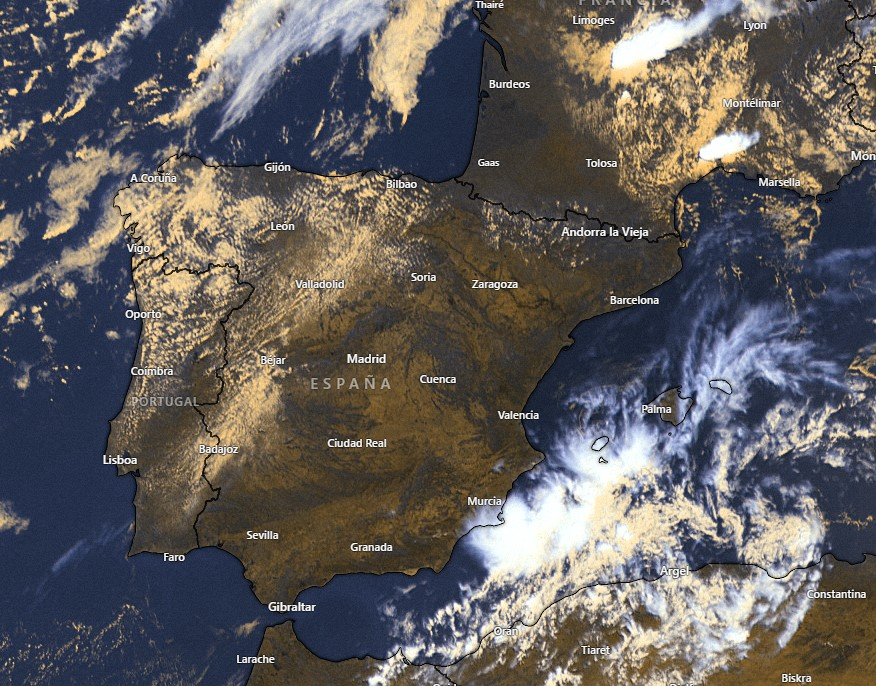 Thairé
FRANCIA
Limoges
Lyon
Burdeos
Montélimar
Gaas
Tolosa
Marsella
A Coruña
Gijón
Bilbao
Vigo
León
Andorra la Vieja
Oporto
Valladolid
Soria
Zaragoza
Barcelona
Coimbra
Béjar
Madrid
ESPAÑA
Cuenca
PORTUGAL
Palma
Valencia
Lisboa
Badajoz
Ciudad Real
Murcia
Sevilla
Granada
Faro
Argel
Constantina
Gibraltar
Orán
Larache
Tiaret
Biskra